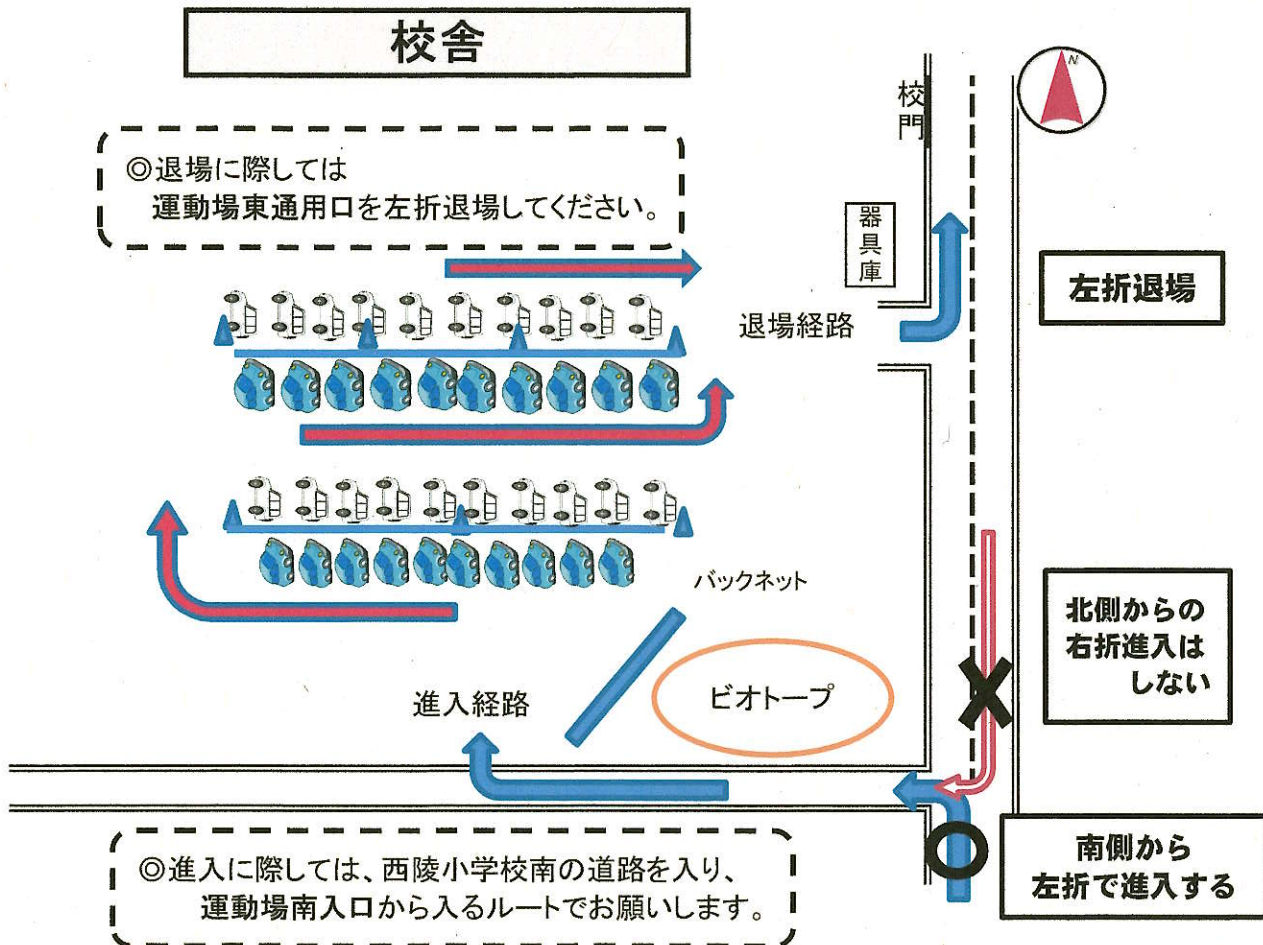 校舎
N
校門
◎退場に際しては
運動場東通用口を左折退場してください。
器具庫
左折退場
退場経路
バックネット
北側からの
右折進入は
しない
ビオトープ
進入経路
南側から
左折で進入する
◎進入に際しては、西陵小学校南の道路を入り、
運動場南入口から入るルートでお願いします。